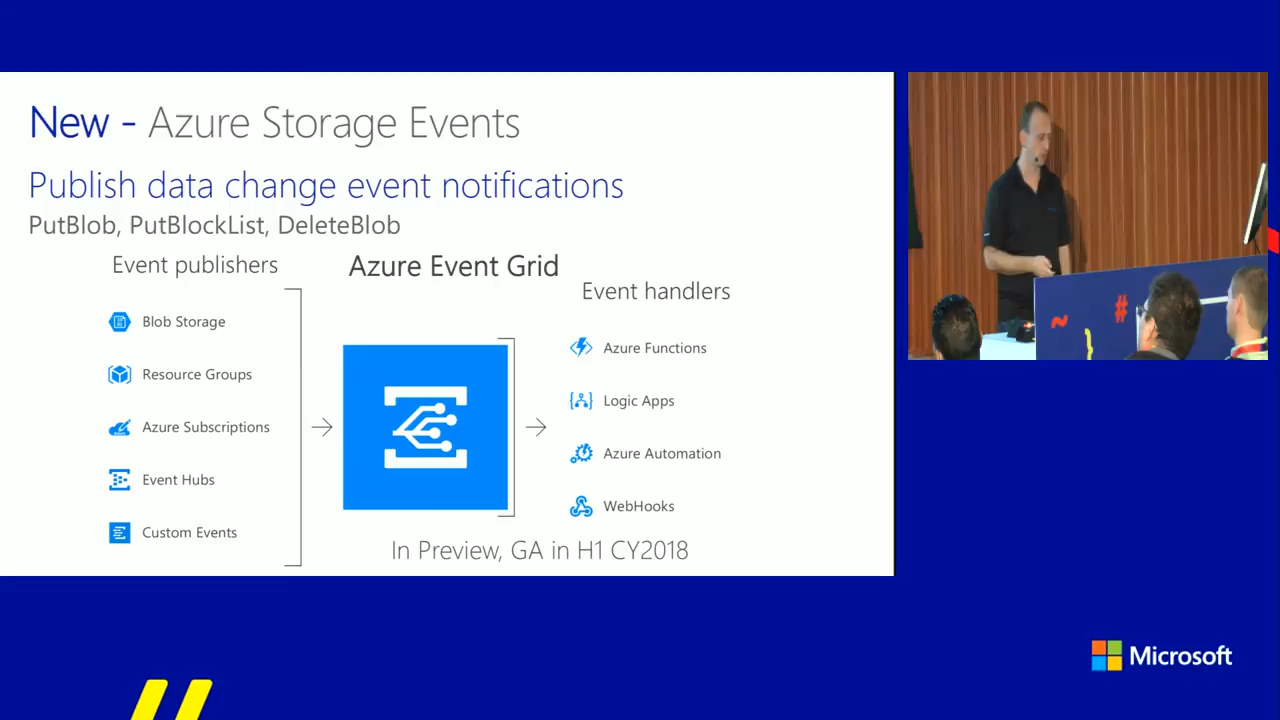 New - Azure Storage Events
Publish data change event notifications
PutBlob, PutBlockList, DeleteBlob
Event publishers
Blob Storage
Resource Groups
Azure Subscriptions
Event Hubs
Custom Events
Azure Event Grid
Event handlers
Azure Functions
Logic Apps
Azure Automation
WebHooks
In Preview, GA in H1 CY2018
~ # }
Microsoft
//